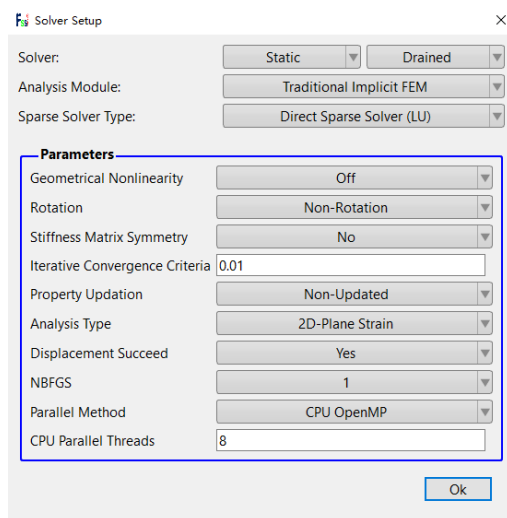 Solver Setup
Solver: Static Drained
Analysis Module: Traditional Implicit FEM
Sparse Solver Type: Direct Sparse Solver (LU)
Parameters
Geometrical Nonlinearity Off
Rotation Non-Rotation
Stiffness Matrix Symmetry No
Iterative Convergence Criteria 0.01
Property Updation Non-Updated
Analysis Type 2D-Plane Strain
Displacement Succeed Yes
NBFGS 1
Parallel Method CPU OpenMP
CPU Parallel Threads 8
Ok